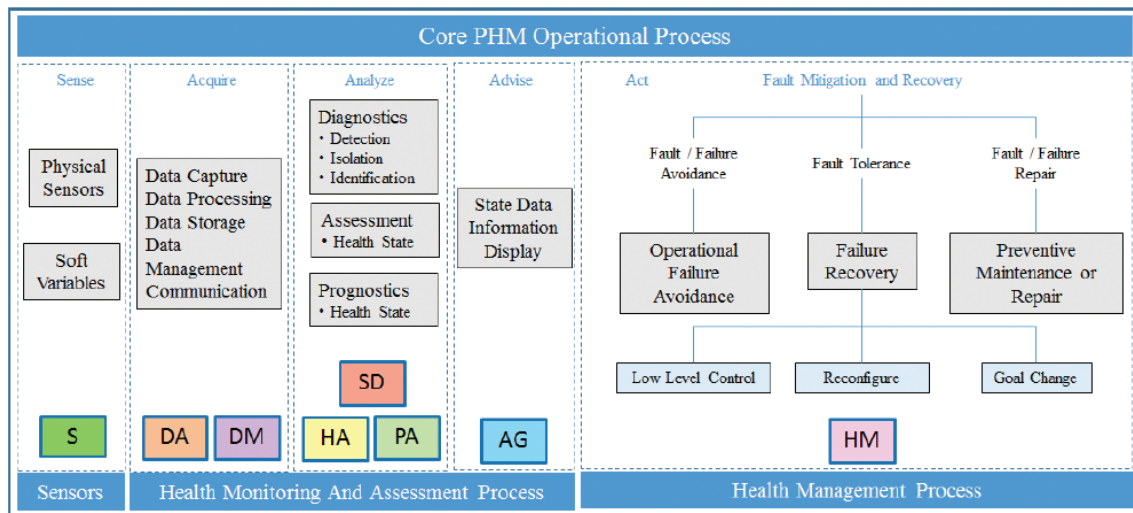 Core PHM Operational Process
Sense
Physical
Sensors
Soft
Variables
S
Acquire
Data Capture
Data Processing
Data Storage
Data
Management
Communication
DA
DM
Analyze
Diagnostics
• Detection
• Isolation
• Identification
Assessment
• Health State
Prognostics
• Health State
SD
HA
PA
Advise
State Data
Information
Display
AG
Act
Fault Mitigation and Recovery
Fault / Failure
Avoidance
Fault Tolerance
Fault / Failure
Repair
Operational
Failure
Avoidance
Failure
Recovery
Preventive
Maintenance or
Repair
Low Level Control
Reconfigure
Goal Change
HM
Sensors
Health Monitoring And Assessment Process
Health Management Process